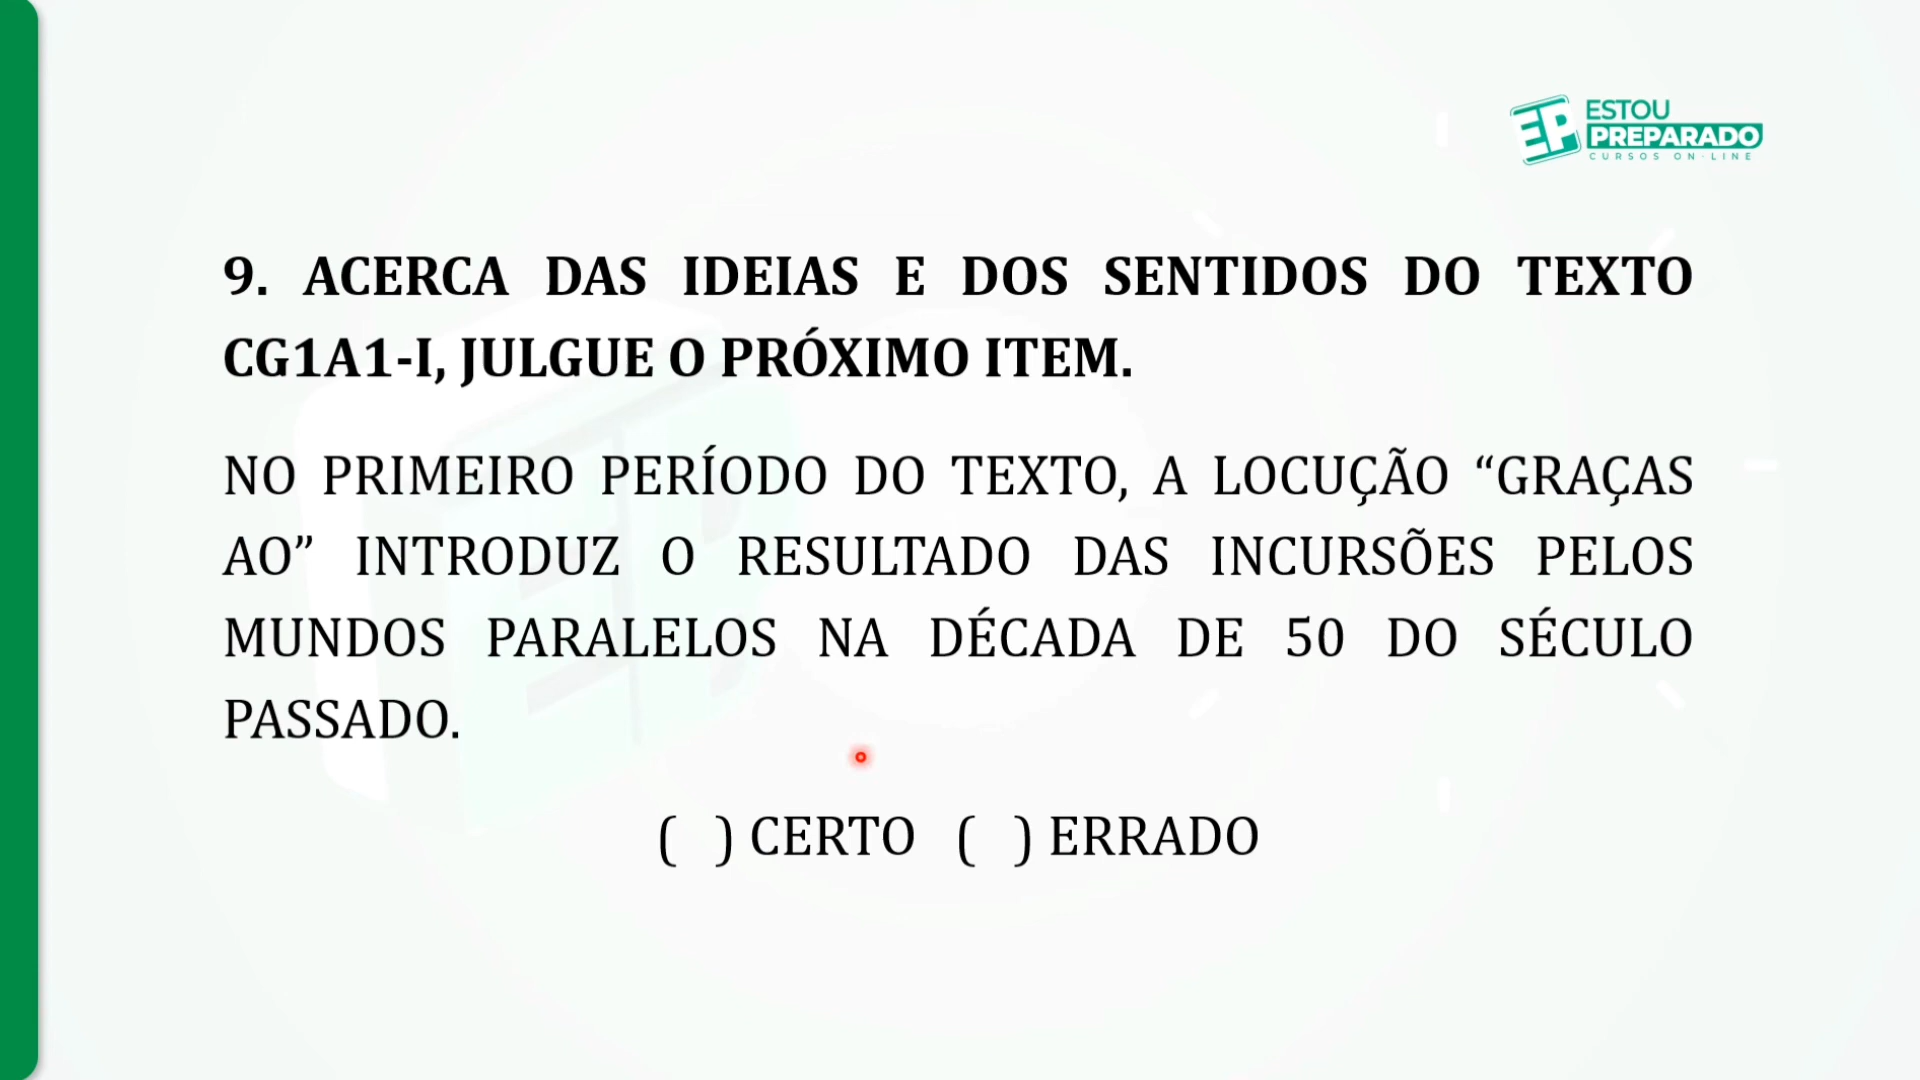 ESTOU
PREPARADO
CURSOS ON-LINE
9. ACERCA DAS IDEIAS E DOS SENTIDOS DO TEXTO
CG1A1-I, JULGUE O PRÓXIMO ITEM.
NO PRIMEIRO PERÍODO DO TEXTO, A LOCUÇÃO “GRAÇAS
AO” INTRODUZ O RESULTADO DAS INCURSÕES PELOS
MUNDOS PARALELOS NA DÉCADA DE 50 DO SÉCULO
PASSADO.
( ) CERTO ( ) ERRADO